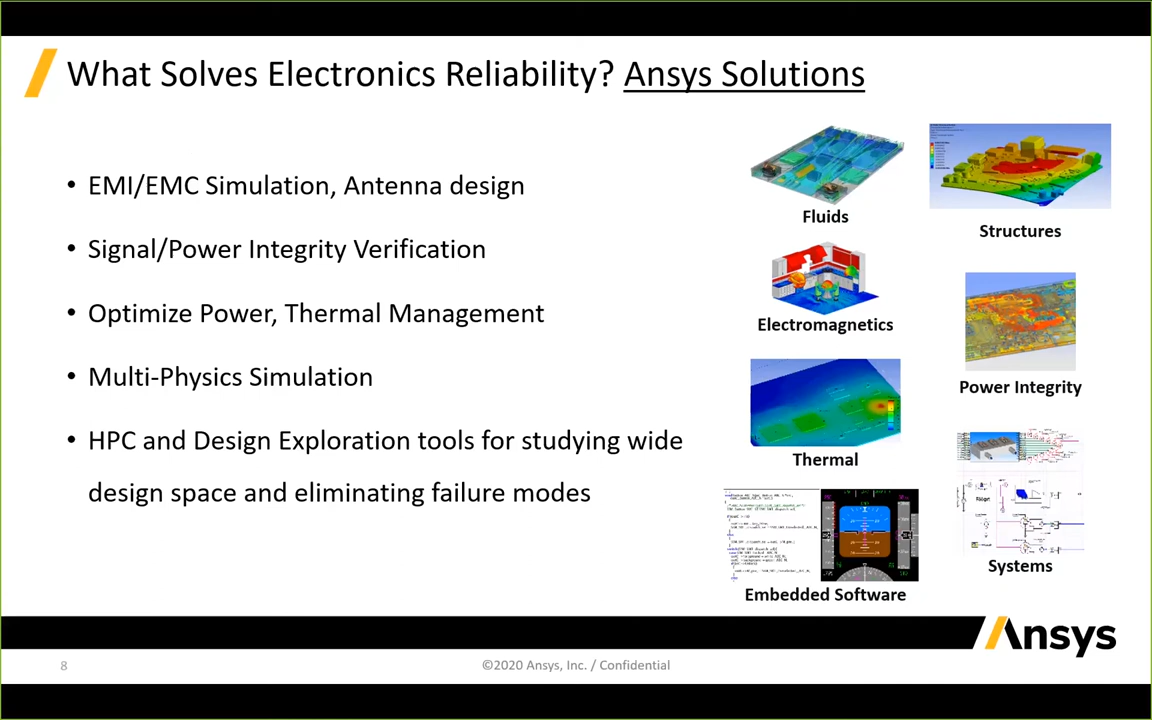 What Solves Electronics Reliability? Ansys Solutions
• EMI/EMC Simulation, Antenna design
• Signal/Power Integrity Verification
• Optimize Power, Thermal Management
• Multi-Physics Simulation
• HPC and Design Exploration tools for studying wide
design space and eliminating failure modes
Fluids
Structures
Electromagnetics
Power Integrity
Thermal
Systems
Embedded Software
Ansys
8
©2020 Ansys, Inc. / Confidential